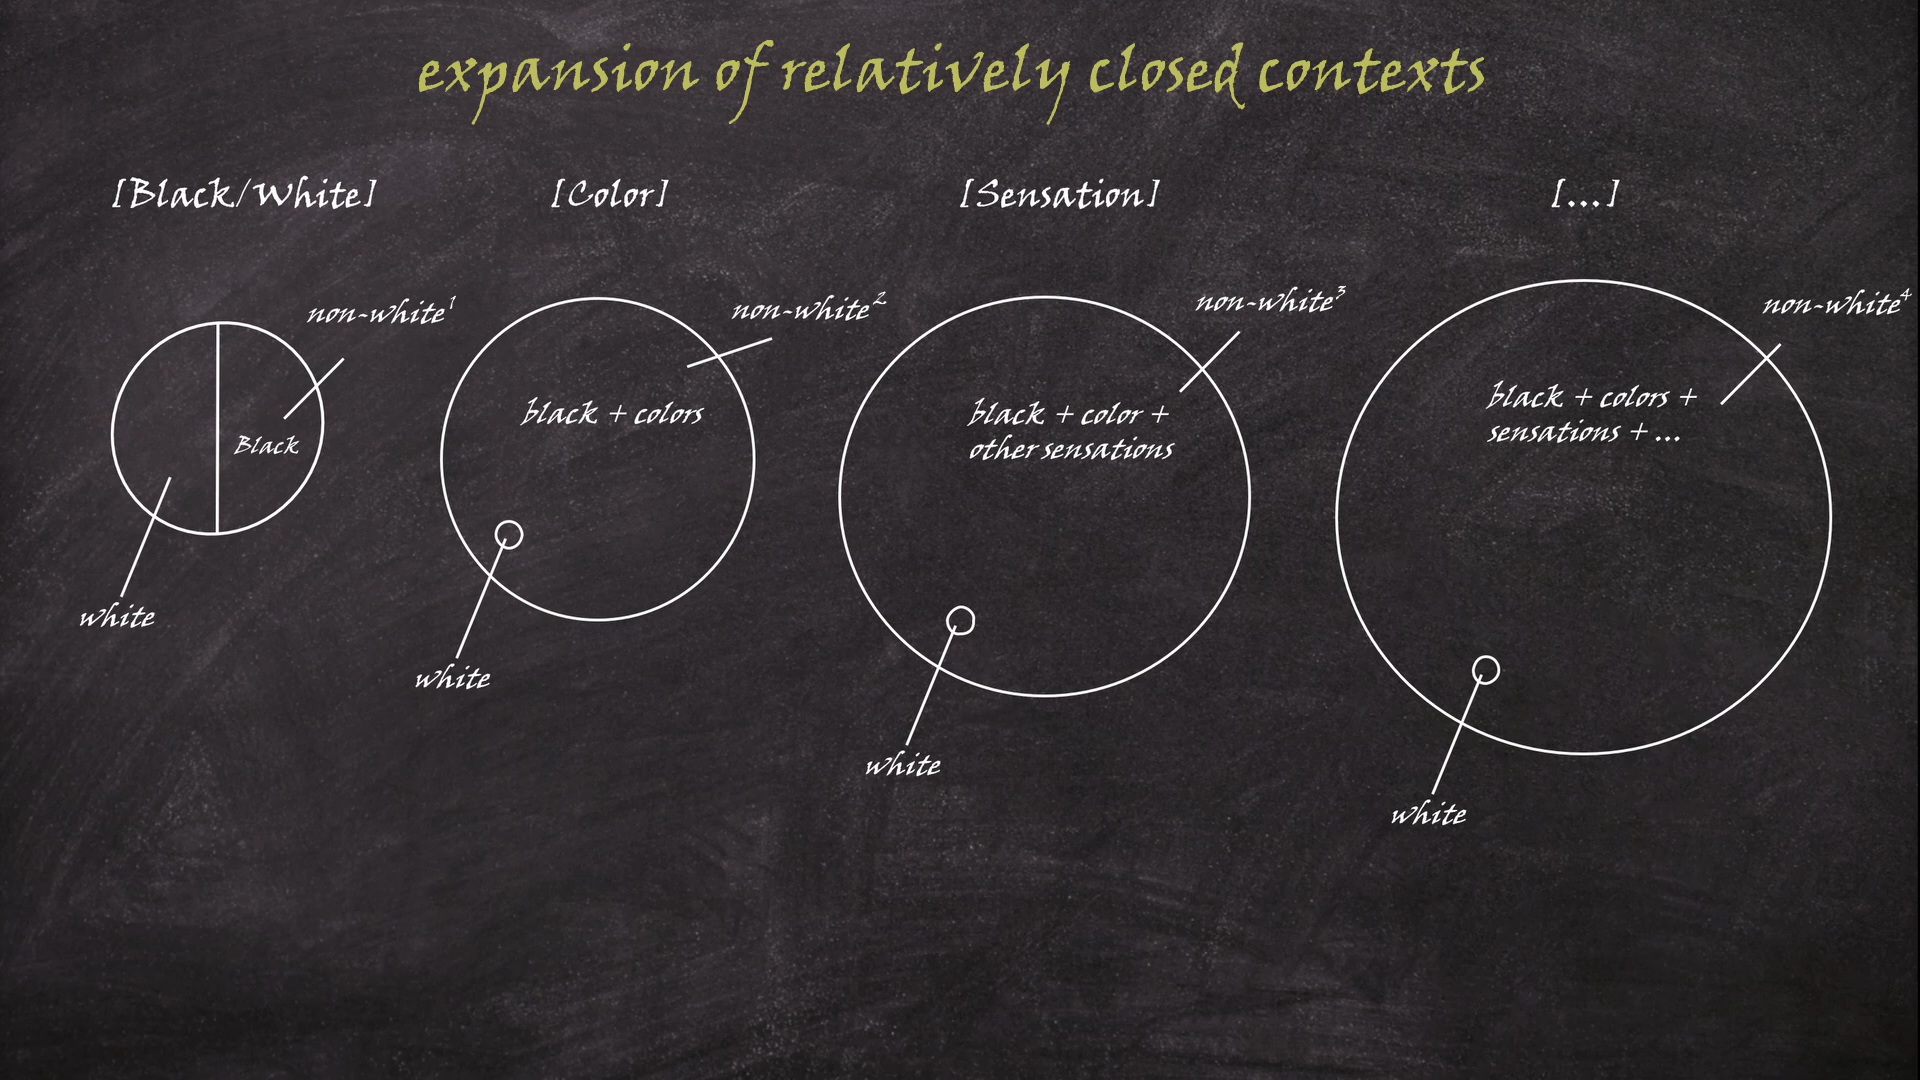 expansion of relatively closed contexts
[Black/White]
[Color]
[Sensation]
[...]
non-white¹
Black
white
non-white²
black + colors
white
non-white³
black + color +
other sensations
white
non-white⁴
black + colors +
sensations + ...
white